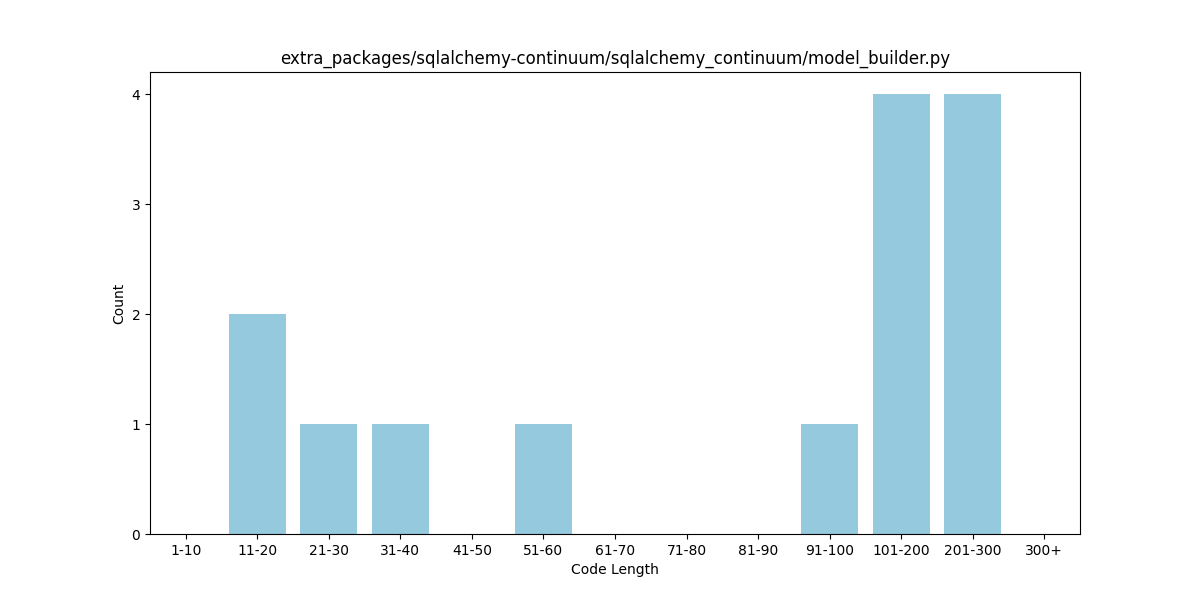 extra_packages/sqlalchemy-continuum/sqlalchemy_continuum/model_builder.py
4
3
2
1
0
Count
1-10 11-20 21-30 31-40 41-50 51-60 61-70 71-80 81-90 91-100 101-200 201-300 300+
Code Length